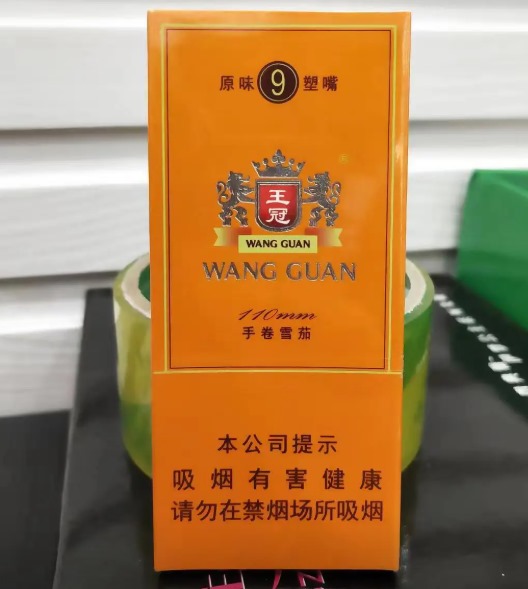 原味 9 塑嘴
王
冠
WANG GUAN
WANG GUAN
110mm
手卷雪茄
本公司提示
吸烟有害健康
请勿在禁烟场所吸烟